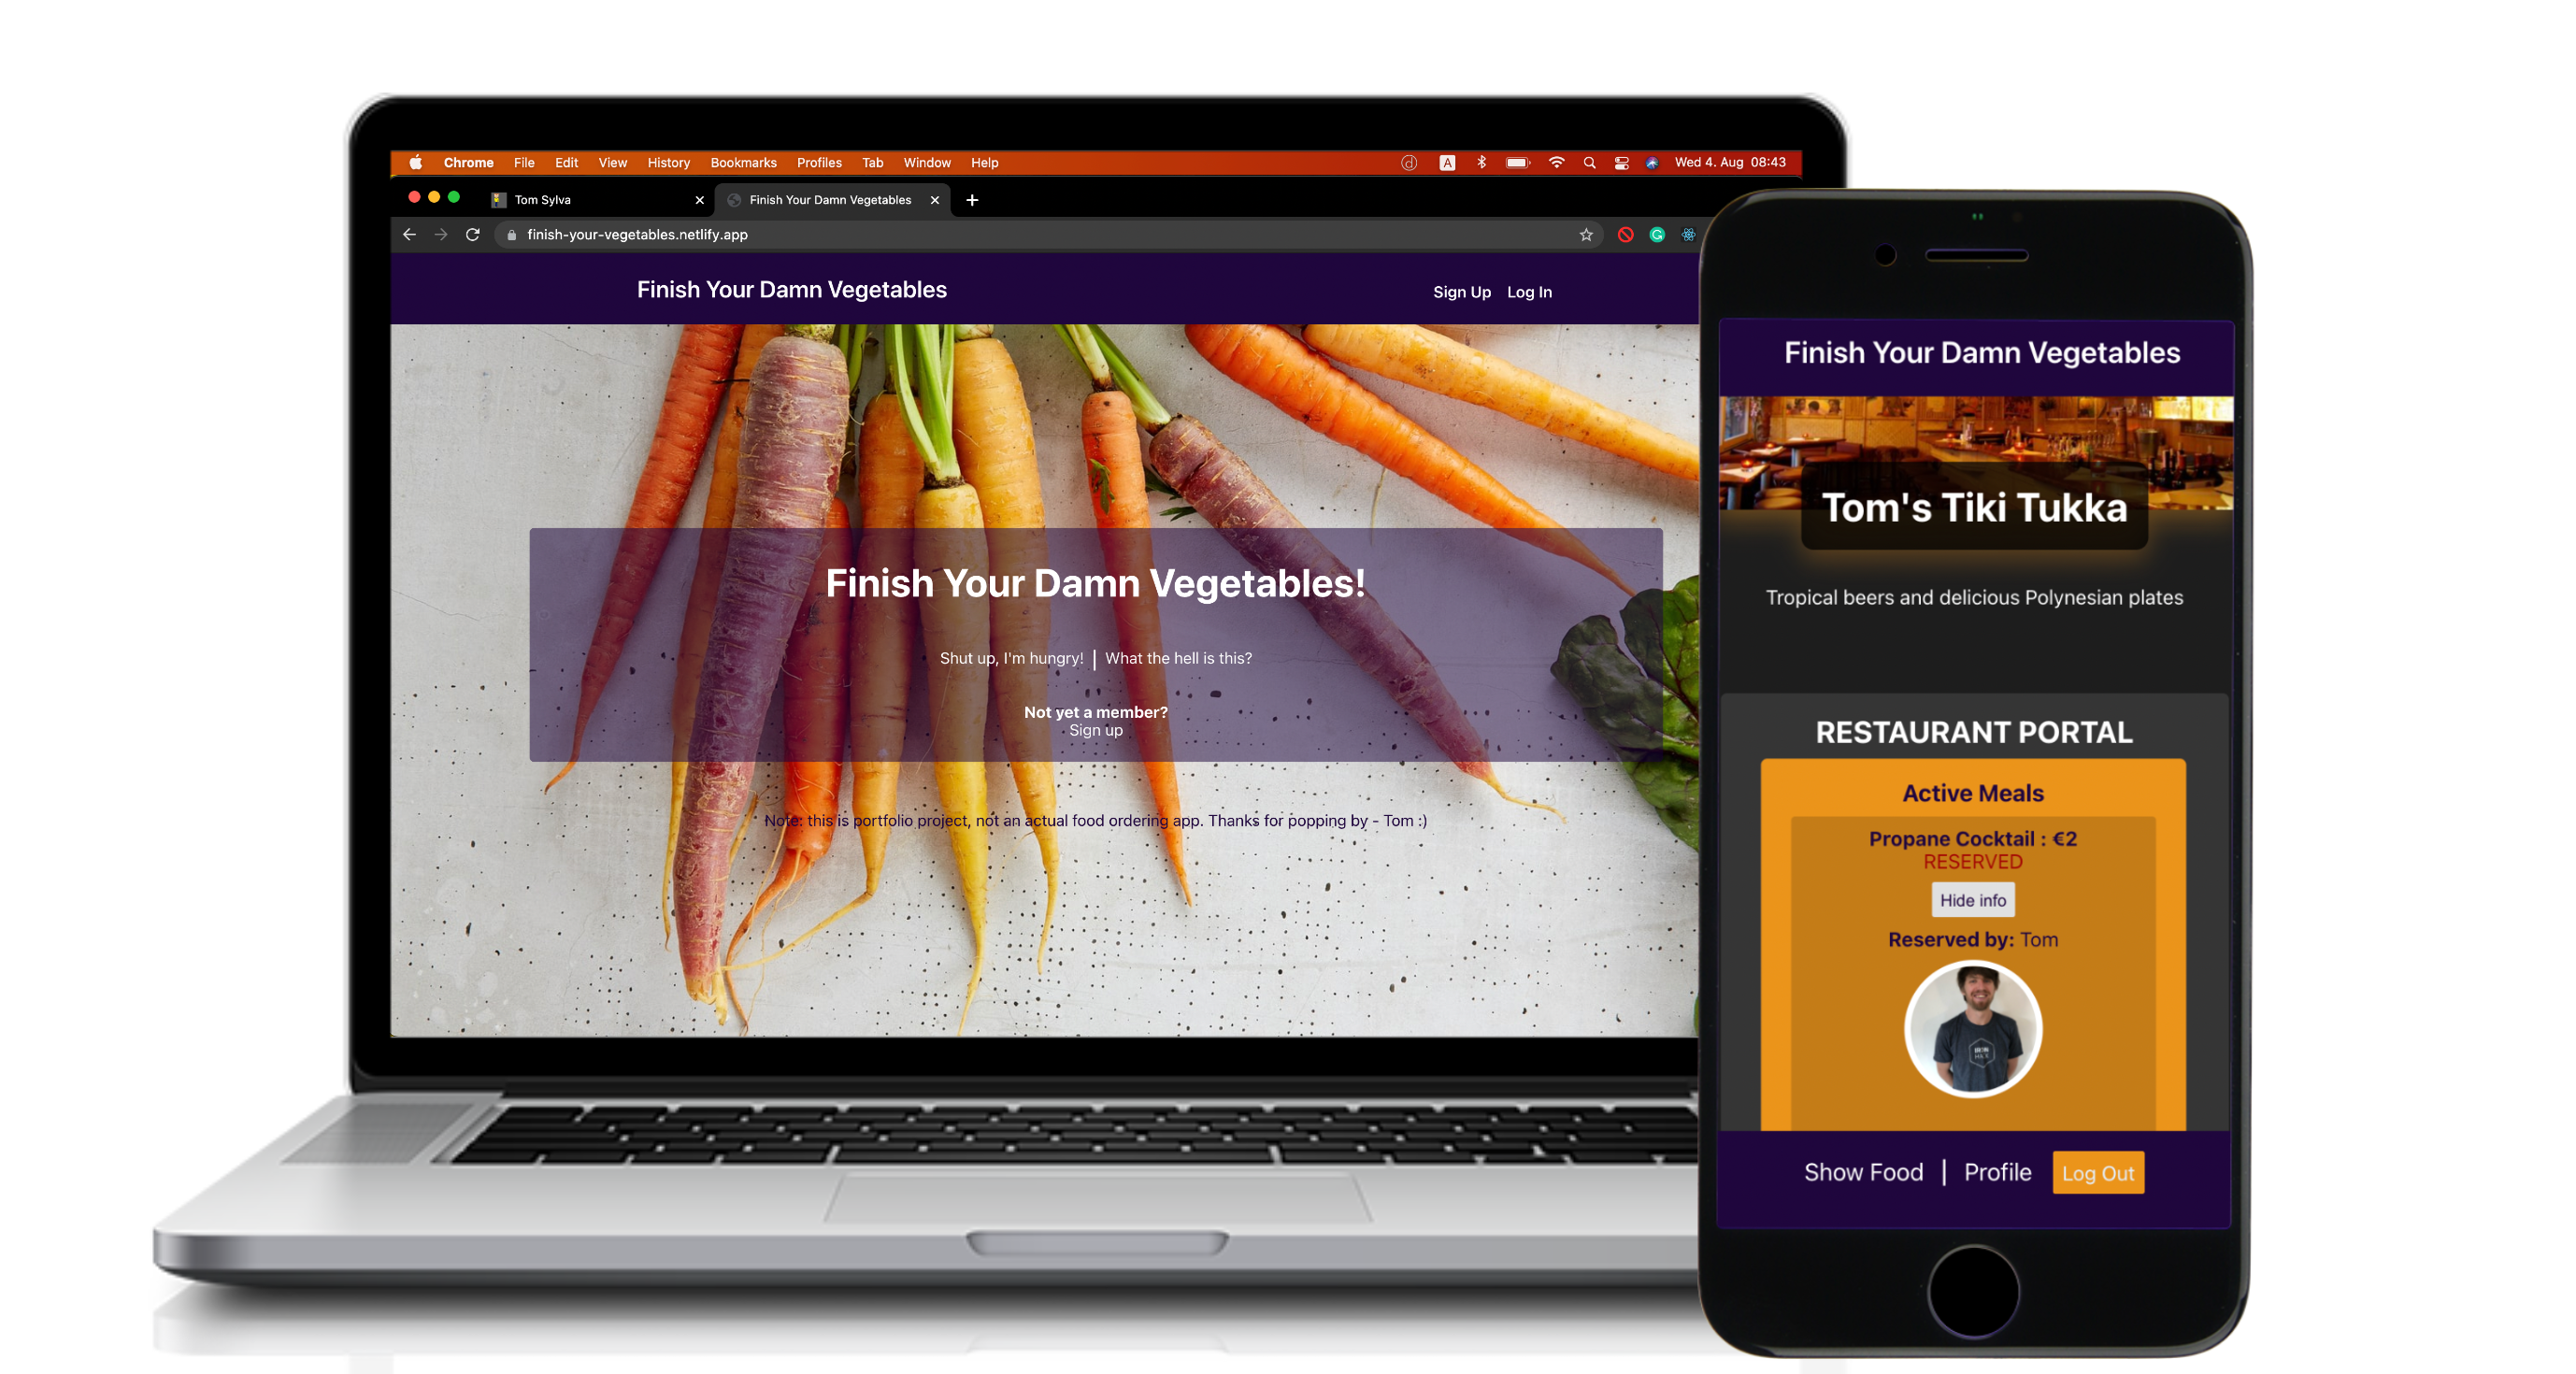 Chrome File Edit View History Bookmarks Profiles Tab Window Help
A
Wed 4. Aug 08:43
Tom Sylva
Finish Your Damn Vegetables
finish-your-vegetables.netlify.app
Finish Your Damn Vegetables
Sign Up Log In
Finish Your Damn Vegetables!
Shut up, I'm hungry! | What the hell is this?
Not yet a member?
Sign up
Note: this is portfolio project, not an actual food ordering app. Thanks for popping by - Tom :)
Finish Your Damn Vegetables
Tom's Tiki Tukka
Tropical beers and delicious Polynesian plates
RESTAURANT PORTAL
Active Meals
Propane Cocktail : €2
RESERVED
Hide info
Reserved by: Tom
Show Food | Profile Log Out